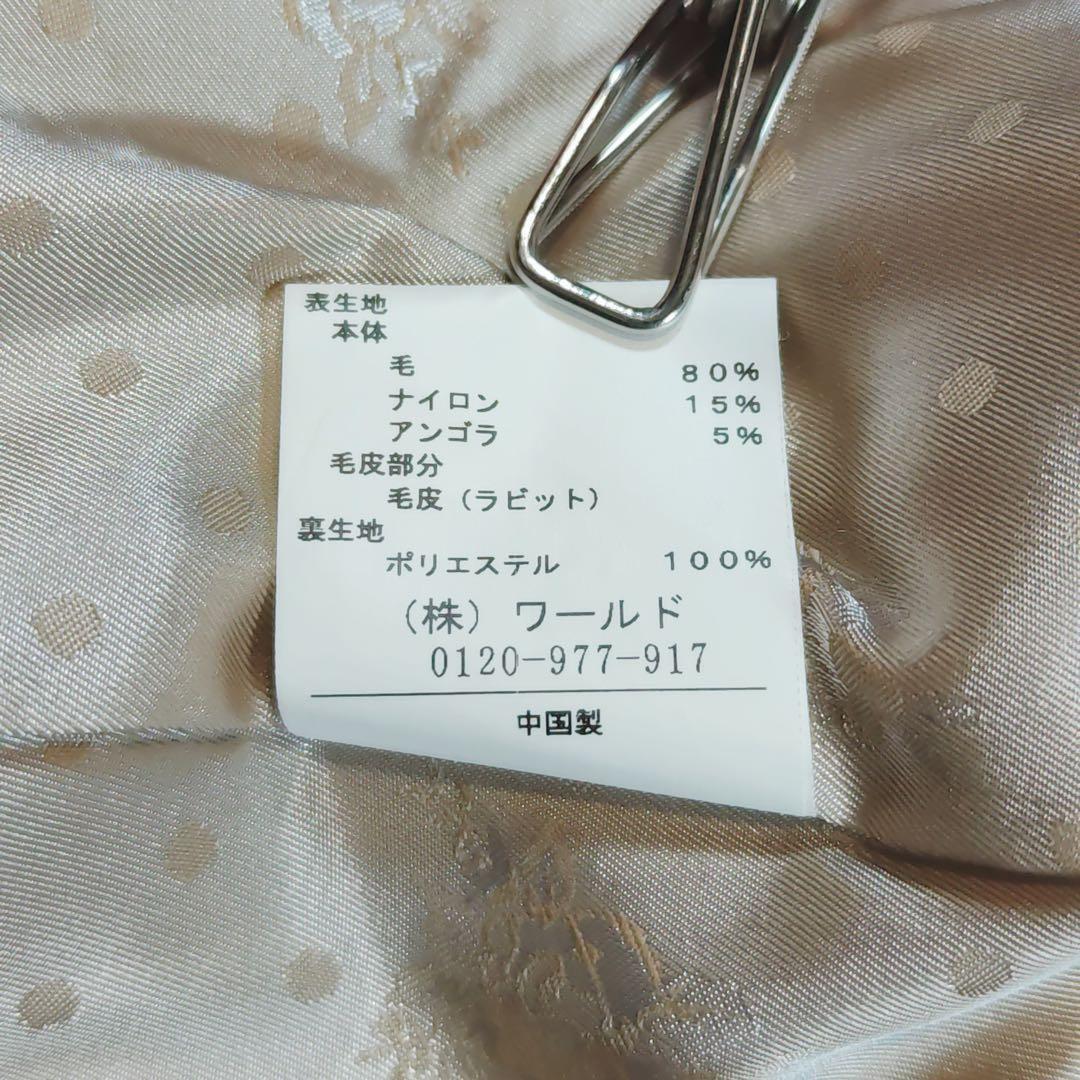 表生地
本体
毛 80%
ナイロン 15%
アンゴラ 5%
毛皮部分
毛皮(ラビット)
裏生地
ポリエステル 100%
(株)ワールド
0120-977-917
中国製